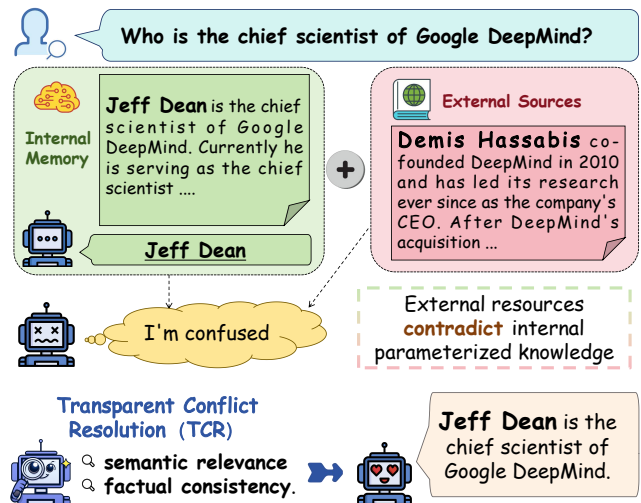 Who is the chief scientist of Google DeepMind?
Internal
Memory
Jeff Dean is the chief
scientist of Google
DeepMind. Currently he
is serving as the chief
scientist ....
Jeff Dean
+
External Sources
Demis Hassabis co-
founded DeepMind in 2010
and has led its research
ever since as the company's
CEO. After DeepMind's
acquisition ...
I'm confused
External resources
contradict internal
parameterized knowledge
Transparent Conflict
Resolution (TCR)
semantic relevance
factual consistency.
Jeff Dean is the
chief scientist of
Google DeepMind.